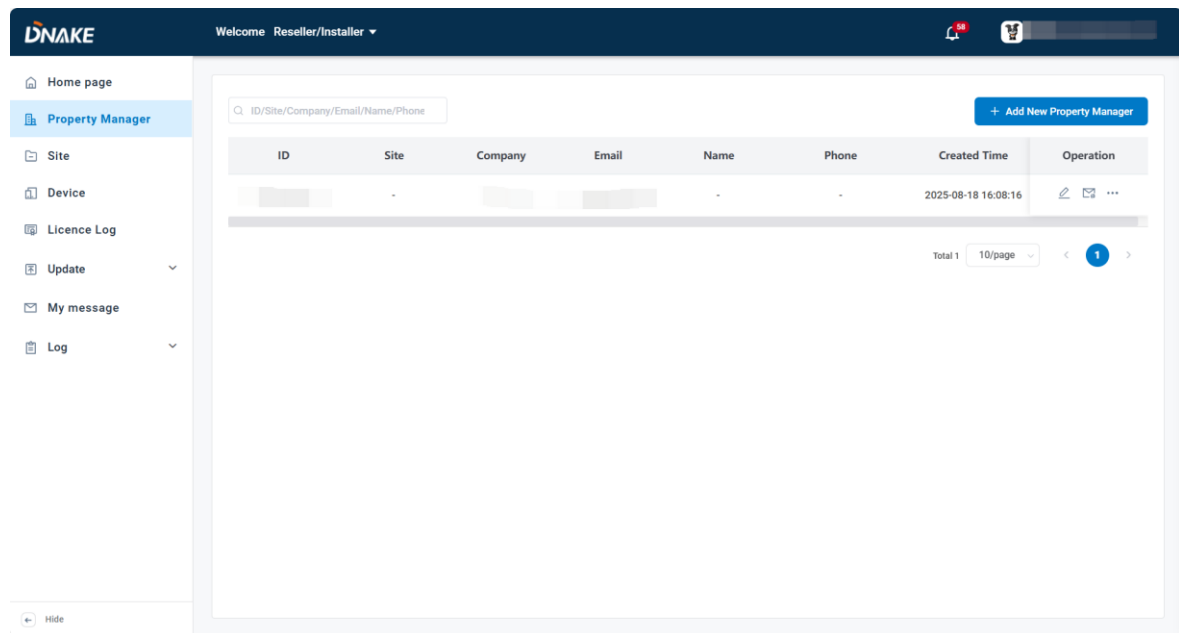 DNAKE
Welcome Reseller/Installer
58
Home page
Property Manager
Site
Device
Licence Log
Update
My message
Log
Hide
ID/Site/Company/Email/Name/Phone
+ Add New Property Manager
ID Site Company Email Name Phone Created Time Operation
- - - 2025-08-18 16:08:16 ...
Total 1 10/page < 1 >